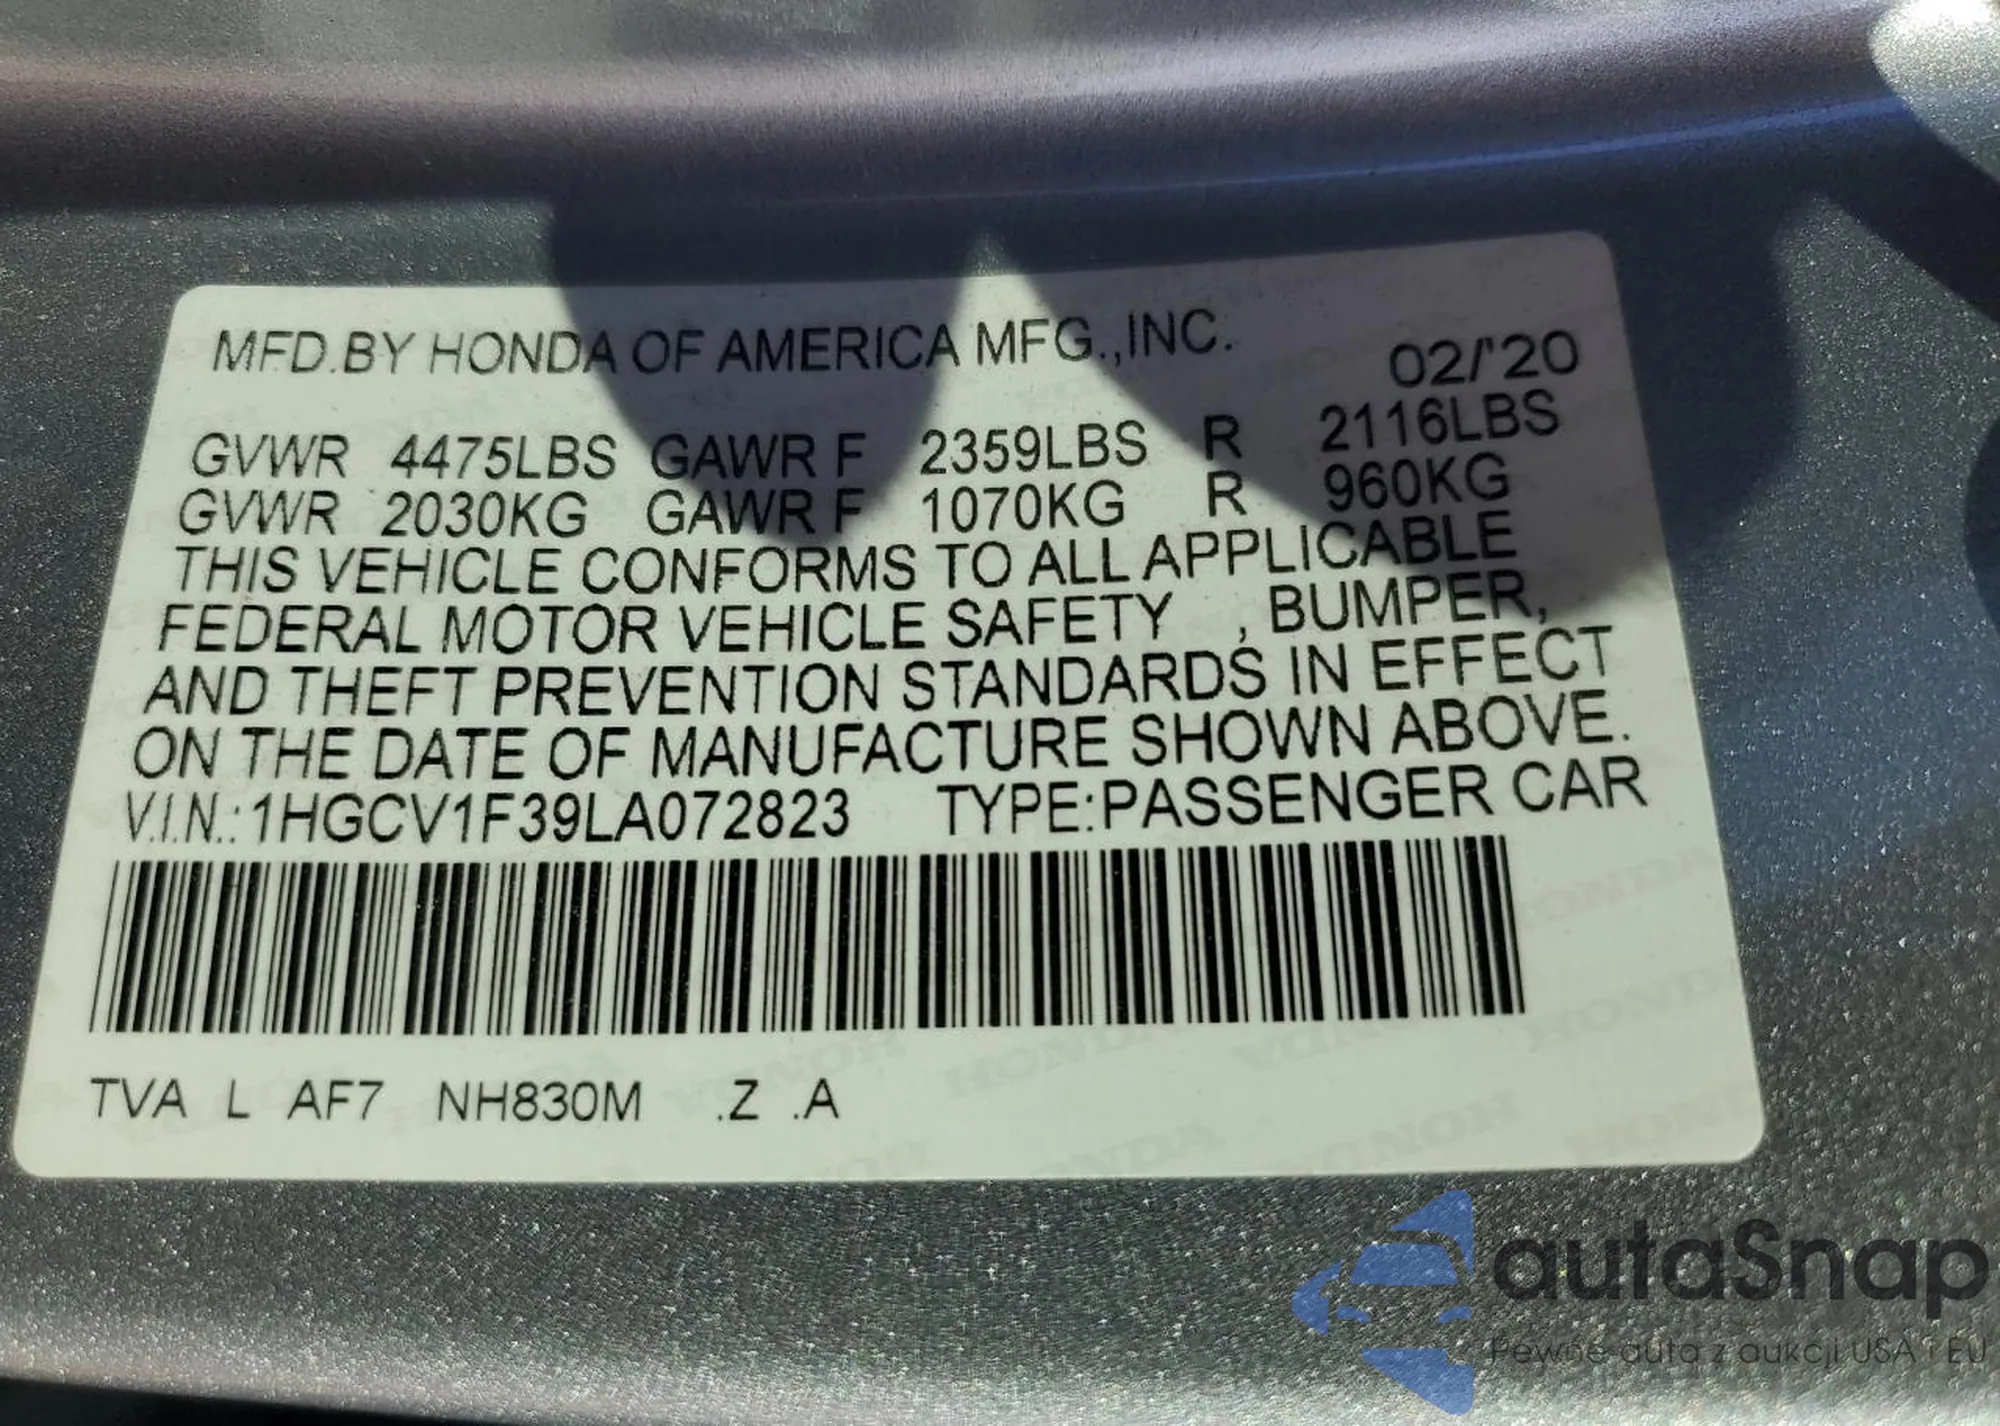 MFD.BY HONDA OF AMERICA MFG.,INC. 02/'20
GVWR 4475LBS GAWR F 2359LBS R 2116LBS
GVWR 2030KG GAWR F 1070KG R 960KG
THIS VEHICLE CONFORMS TO ALL APPLICABLE
FEDERAL MOTOR VEHICLE SAFETY , BUMPER,
AND THEFT PREVENTION STANDARDS IN EFFECT
ON THE DATE OF MANUFACTURE SHOWN ABOVE.
V.I.N.:1HGCV1F39LA072823 TYPE:PASSENGER CAR
TVA L AF7 NH830M .Z .A
autaSnap
Pewne auta z aukcji USA i EU